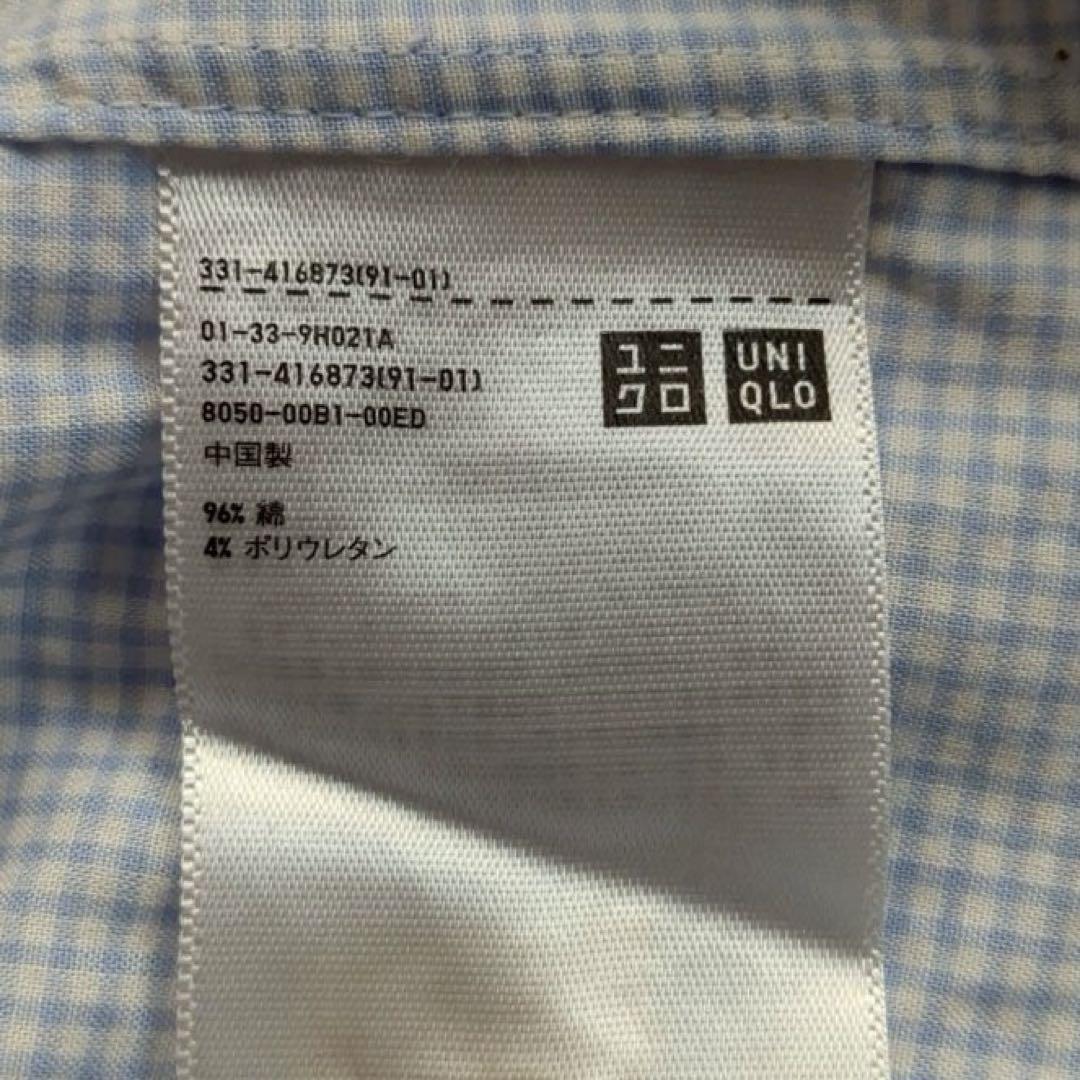 331-416873(91-01)
01-33-9H021A
331-416873(91-01)
8050-00B1-00ED
中国製
96% 綿
4% ポリウレタン
ユニ
クロ
UNI
QLO